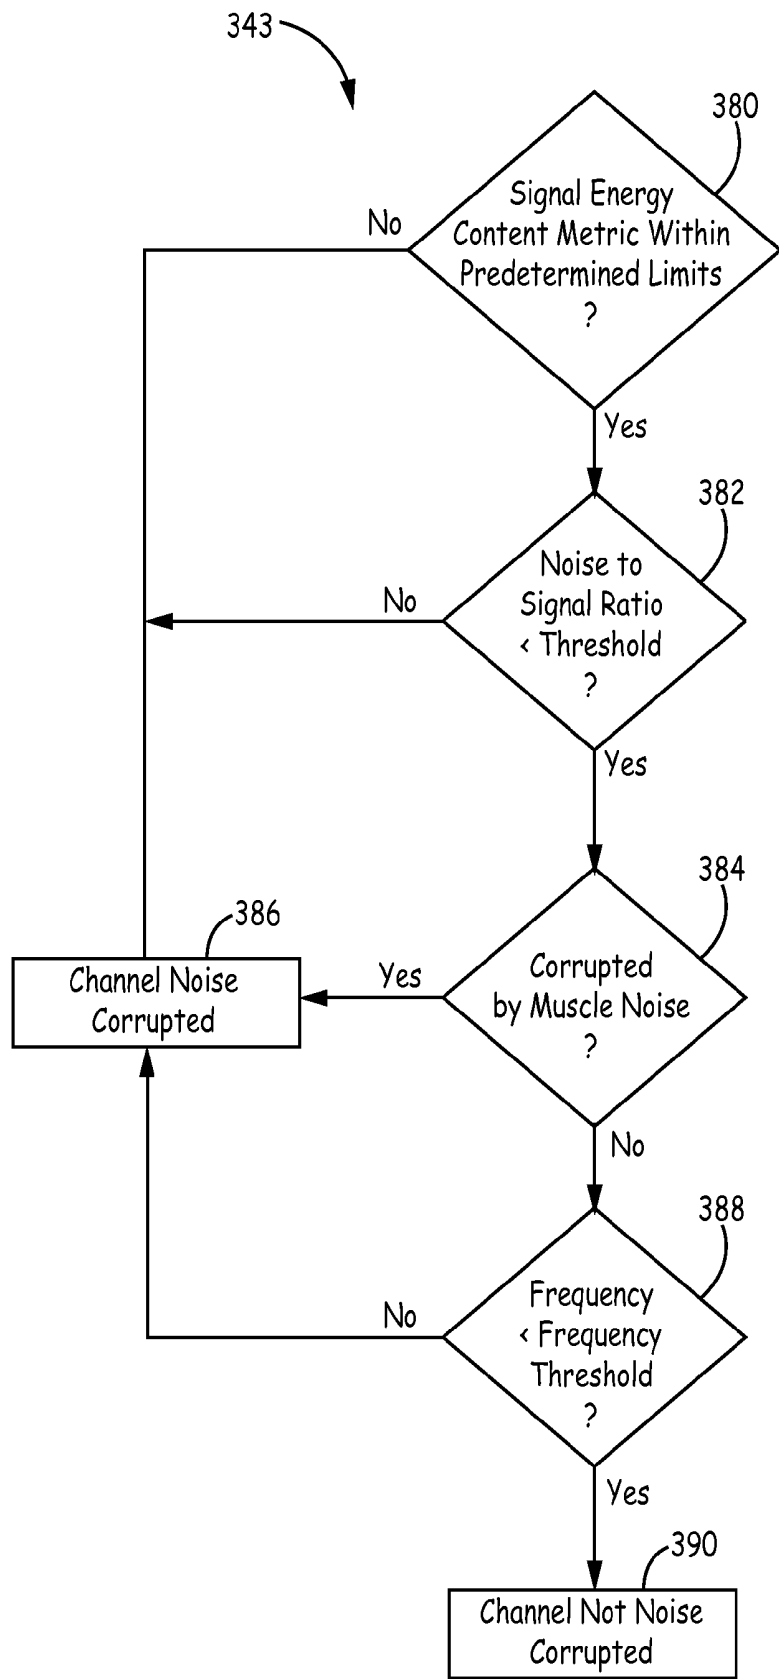 343
380
Signal Energy
Content Metric Within
Predetermined Limits
?
No
Yes
382
Noise to
Signal Ratio
< Threshold
?
No
Yes
384
Corrupted
by Muscle Noise
?
Yes
386
Channel Noise
Corrupted
No
388
Frequency
< Frequency
Threshold
?
No
Yes
390
Channel Not Noise
Corrupted